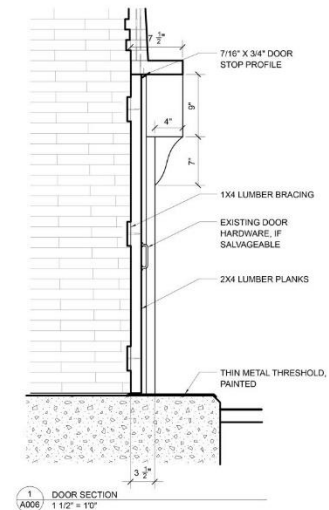 7 1/2"
7/16" X 3/4" DOOR
STOP PROFILE
9"
4"
7"
1X4 LUMBER BRACING
EXISTING DOOR
HARDWARE, IF
SALVAGEABLE
2X4 LUMBER PLANKS
THIN METAL THRESHOLD,
PAINTED
3 1/2"
1
A006
DOOR SECTION
1 1/2" = 1'0"